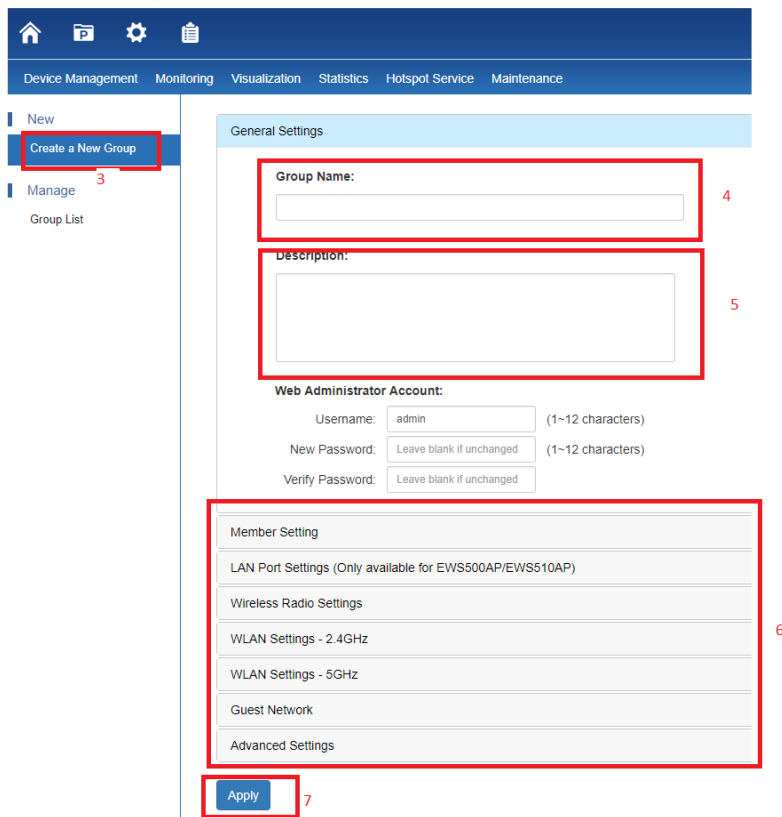 P
Device Management Monitoring Visualization Statistics Hotspot Service Maintenance
New
Create a New Group
3
Manage
Group List
General Settings
Group Name:
4
Description:
5
Web Administrator Account:
Username: admin (1~12 characters)
New Password: Leave blank if unchanged (1~12 characters)
Verify Password: Leave blank if unchanged
Member Setting
LAN Port Settings (Only available for EWS500AP/EWS510AP)
Wireless Radio Settings
WLAN Settings - 2.4GHz
WLAN Settings - 5GHz
Guest Network
Advanced Settings
6
Apply
7